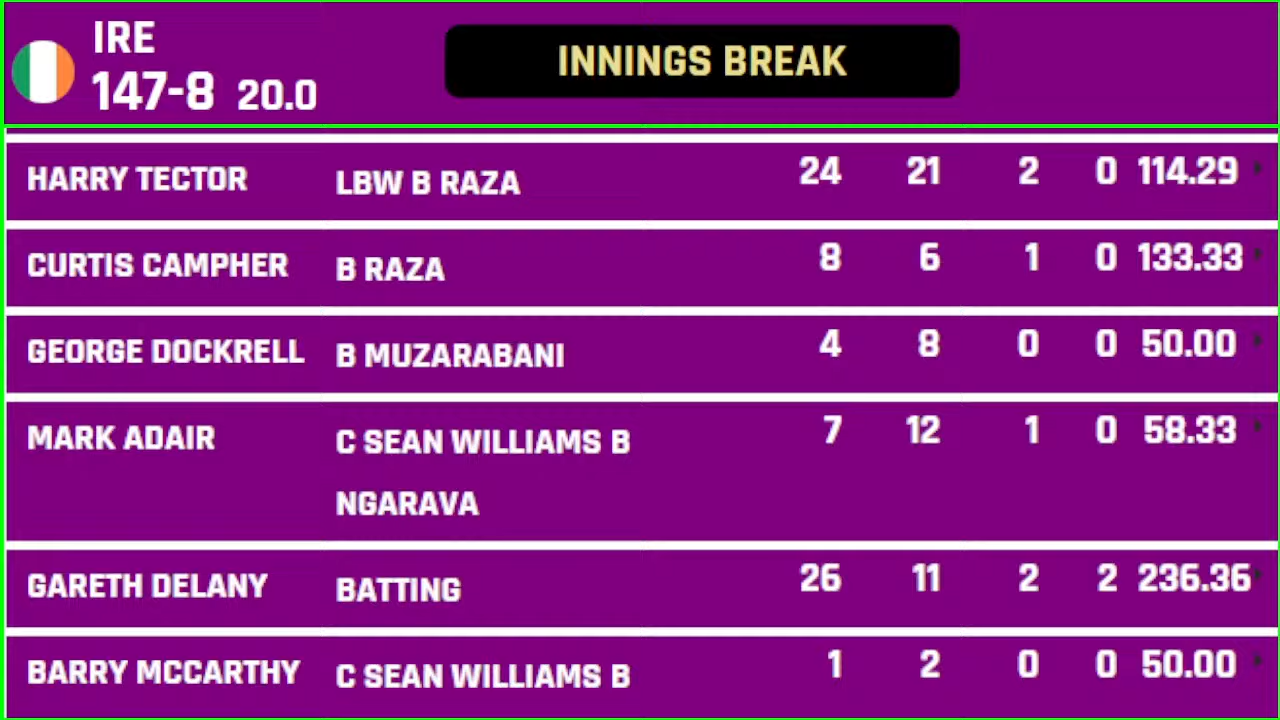 IRE
147-8 20.0
INNINGS BREAK
HARRY TECTOR LBW B RAZA 24 21 2 0 114.29
CURTIS CAMPHER B RAZA 8 6 1 0 133.33
GEORGE DOCKRELL B MUZARABANI 4 8 0 0 50.00
MARK ADAIR C SEAN WILLIAMS B 7 12 1 0 58.33
NGARAVA
GARETH DELANY BATTING 26 11 2 2 236.36
BARRY MCCARTHY C SEAN WILLIAMS B 1 2 0 0 50.00